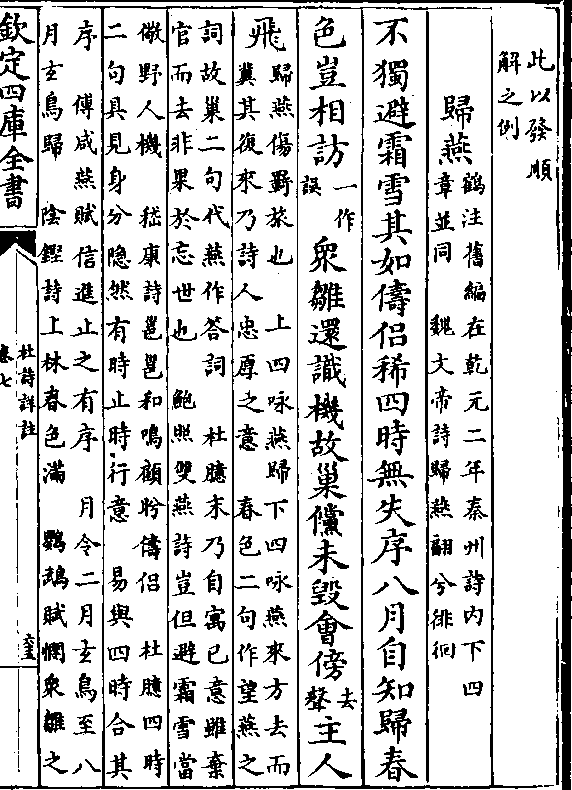 此以發順
解之例
歸燕 鶴注舊編在乾元二年秦州詩内下四
章並同 魏文帝詩歸燕翩兮徘徊
不獨避霜雪其如儔侶稀四時無失序八月自知歸春
色豈相訪 一作
誤 衆雛還識機故巢儻未毁會傍 去
聲 主人
飛 歸燕傷羈旅也 上四咏燕歸下四咏燕來方去而
冀其復來乃詩人忠厚之意 春色二句作望燕之
詞故巢二句代燕作答詞 杜臆末乃自寓已意雖棄
官而去非果於忘世也 鮑照雙燕詩豈但避霜雪當
儆野人機 嵇康詩邕邕和鳴顧盼儔侶 杜臆四時
二句具見身分隱然有時止時行意 易與四時合其
序 傅咸燕賦信進止之有序 月令二月玄鳥至八
月玄鳥歸 陰鏗詩上林春色滿 鸚鵡賦憫衆雛之
欽定四庫全書
杜詩詳註
卷七